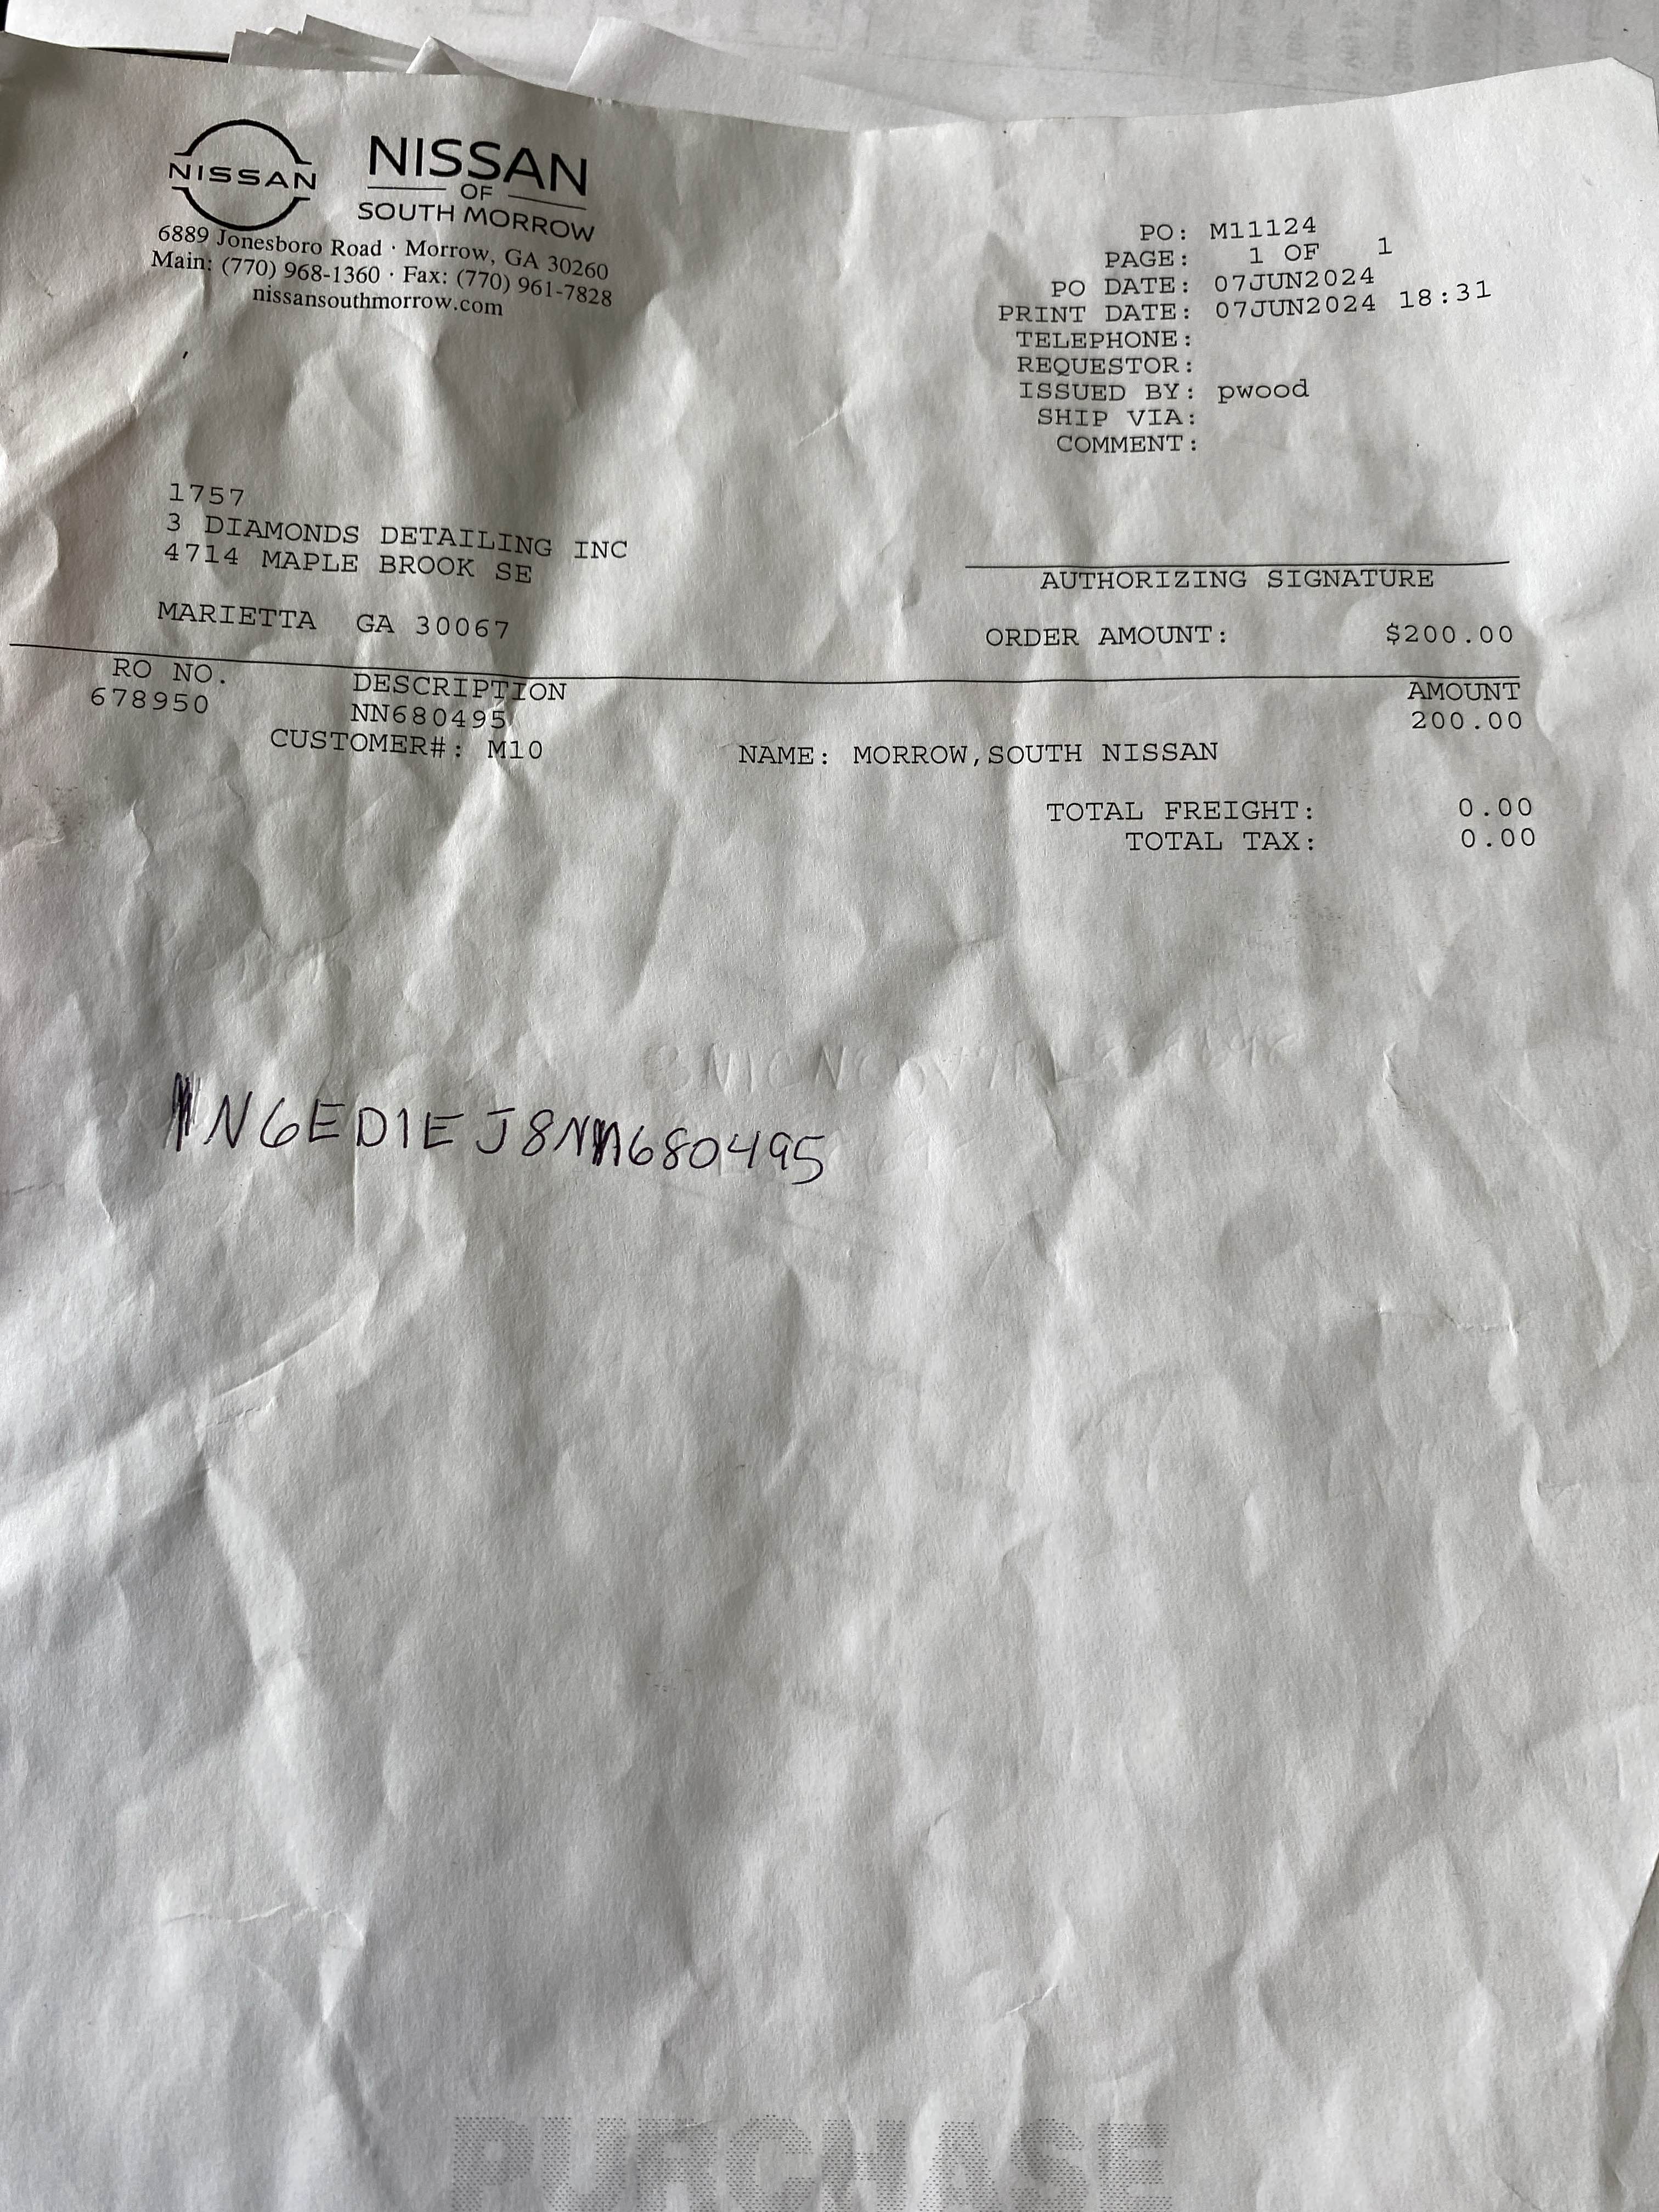 NISSAN
NISSAN
OF
SOUTH MORROW
6889 Jonesboro Road · Morrow, GA 30260
Main: (770) 968-1360 · Fax: (770) 961-7828
nissansouthmorrow.com
PO: M11124
PAGE: 1 OF 1
PO DATE: 07JUN2024
PRINT DATE: 07JUN2024 18:31
TELEPHONE:
REQUESTOR:
ISSUED BY: pwood
SHIP VIA:
COMMENT:
1757
3 DIAMONDS DETAILING INC
4714 MAPLE BROOK SE
MARIETTA GA 30067
AUTHORIZING SIGNATURE
ORDER AMOUNT: $200.00
RO NO. DESCRIPTION AMOUNT
678950 NN680495 200.00
CUSTOMER#: M10 NAME: MORROW,SOUTH NISSAN
TOTAL FREIGHT: 0.00
TOTAL TAX: 0.00
1N6ED1EJ8NN680495
PURCHASE